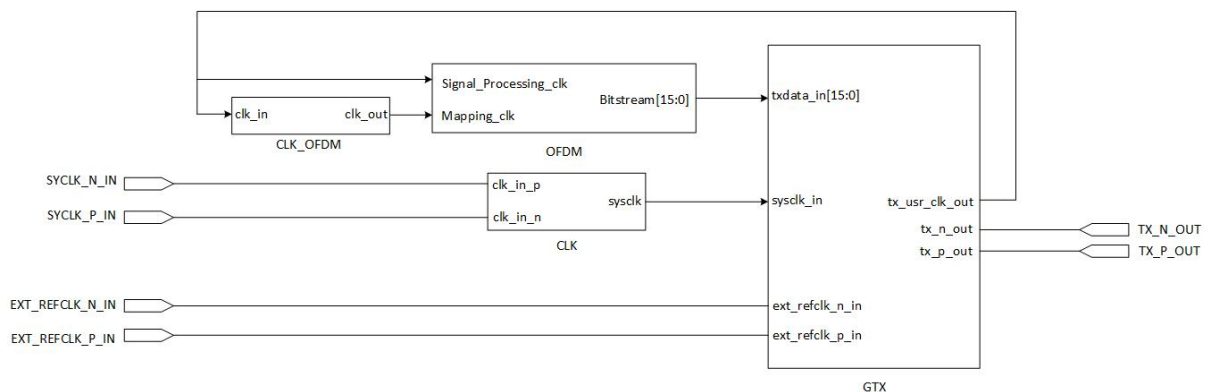 Signal_Processing_clk
Bitstream[15:0]
txdata_in[15:0]
clk_in
clk_out
Mapping_clk
CLK_OFDM
OFDM
SYCLK_N_IN
clk_in_p
sysclk
sysclk_in
tx_usr_clk_out
SYCLK_P_IN
clk_in_n
CLK
tx_n_out
TX_N_OUT
tx_p_out
TX_P_OUT
EXT_REFCLK_N_IN
ext_refclk_n_in
EXT_REFCLK_P_IN
ext_refclk_p_in
GTX